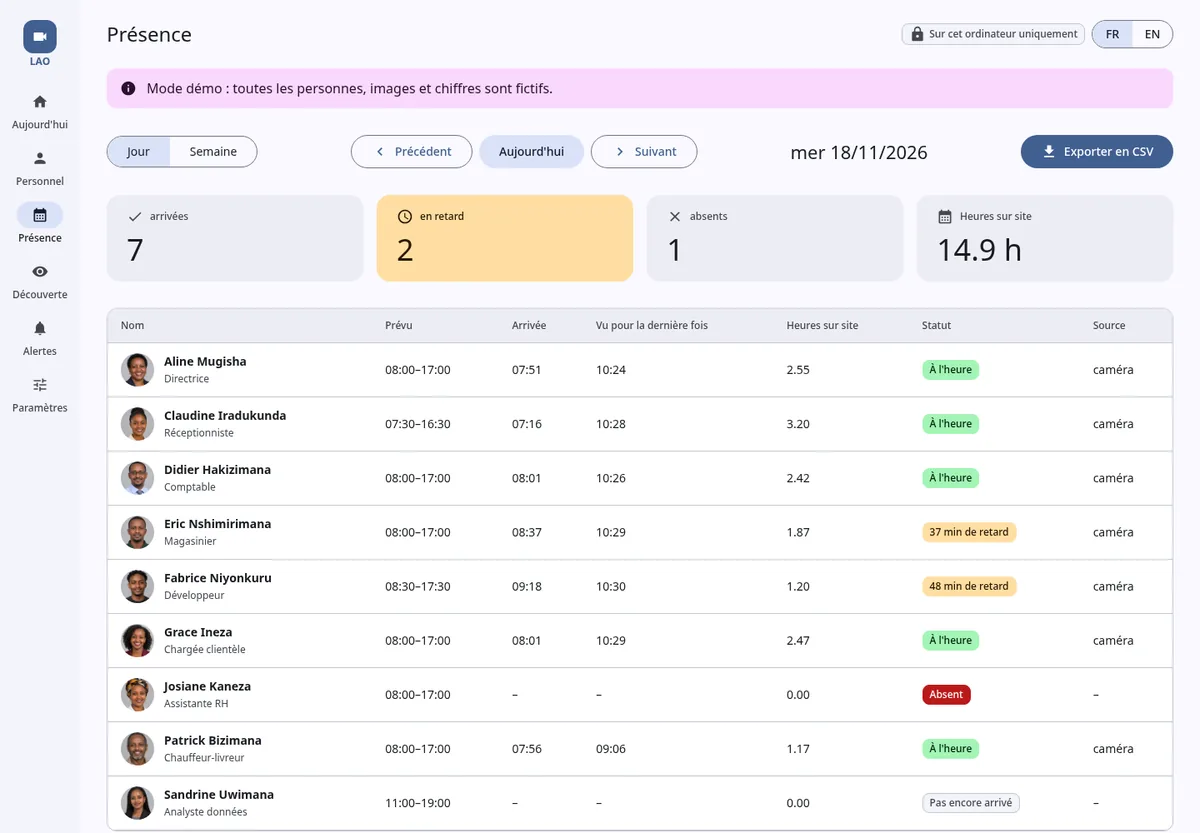 LAO
Aujourd'hui
Personnel
Présence
Découverte
Alertes
Paramètres
Présence
Sur cet ordinateur uniquement
FR EN
Mode démo : toutes les personnes, images et chiffres sont fictifs.
Jour Semaine Précédent Aujourd'hui Suivant mer 18/11/2026 Exporter en CSV
arrivées
7
en retard
2
absents
1
Heures sur site
14.9 h
Nom Prévu Arrivée Vu pour la dernière fois Heures sur site Statut Source
Aline Mugisha
Directrice
08:00–17:00 07:51 10:24 2.55 À l'heure caméra
Claudine Iradukunda
Réceptionniste
07:30–16:30 07:16 10:28 3.20 À l'heure caméra
Didier Hakizimana
Comptable
08:00–17:00 08:01 10:26 2.42 À l'heure caméra
Eric Nshimirimana
Magasinier
08:00–17:00 08:37 10:29 1.87 37 min de retard caméra
Fabrice Niyonkuru
Développeur
08:30–17:30 09:18 10:30 1.20 48 min de retard caméra
Grace Ineza
Chargée clientèle
08:00–17:00 08:01 10:29 2.47 À l'heure caméra
Josiane Kaneza
Assistante RH
08:00–17:00 – – 0.00 Absent –
Patrick Bizimana
Chauffeur-livreur
08:00–17:00 07:56 09:06 1.17 À l'heure caméra
Sandrine Uwimana
Analyste données
11:00–19:00 – – 0.00 Pas encore arrivé –